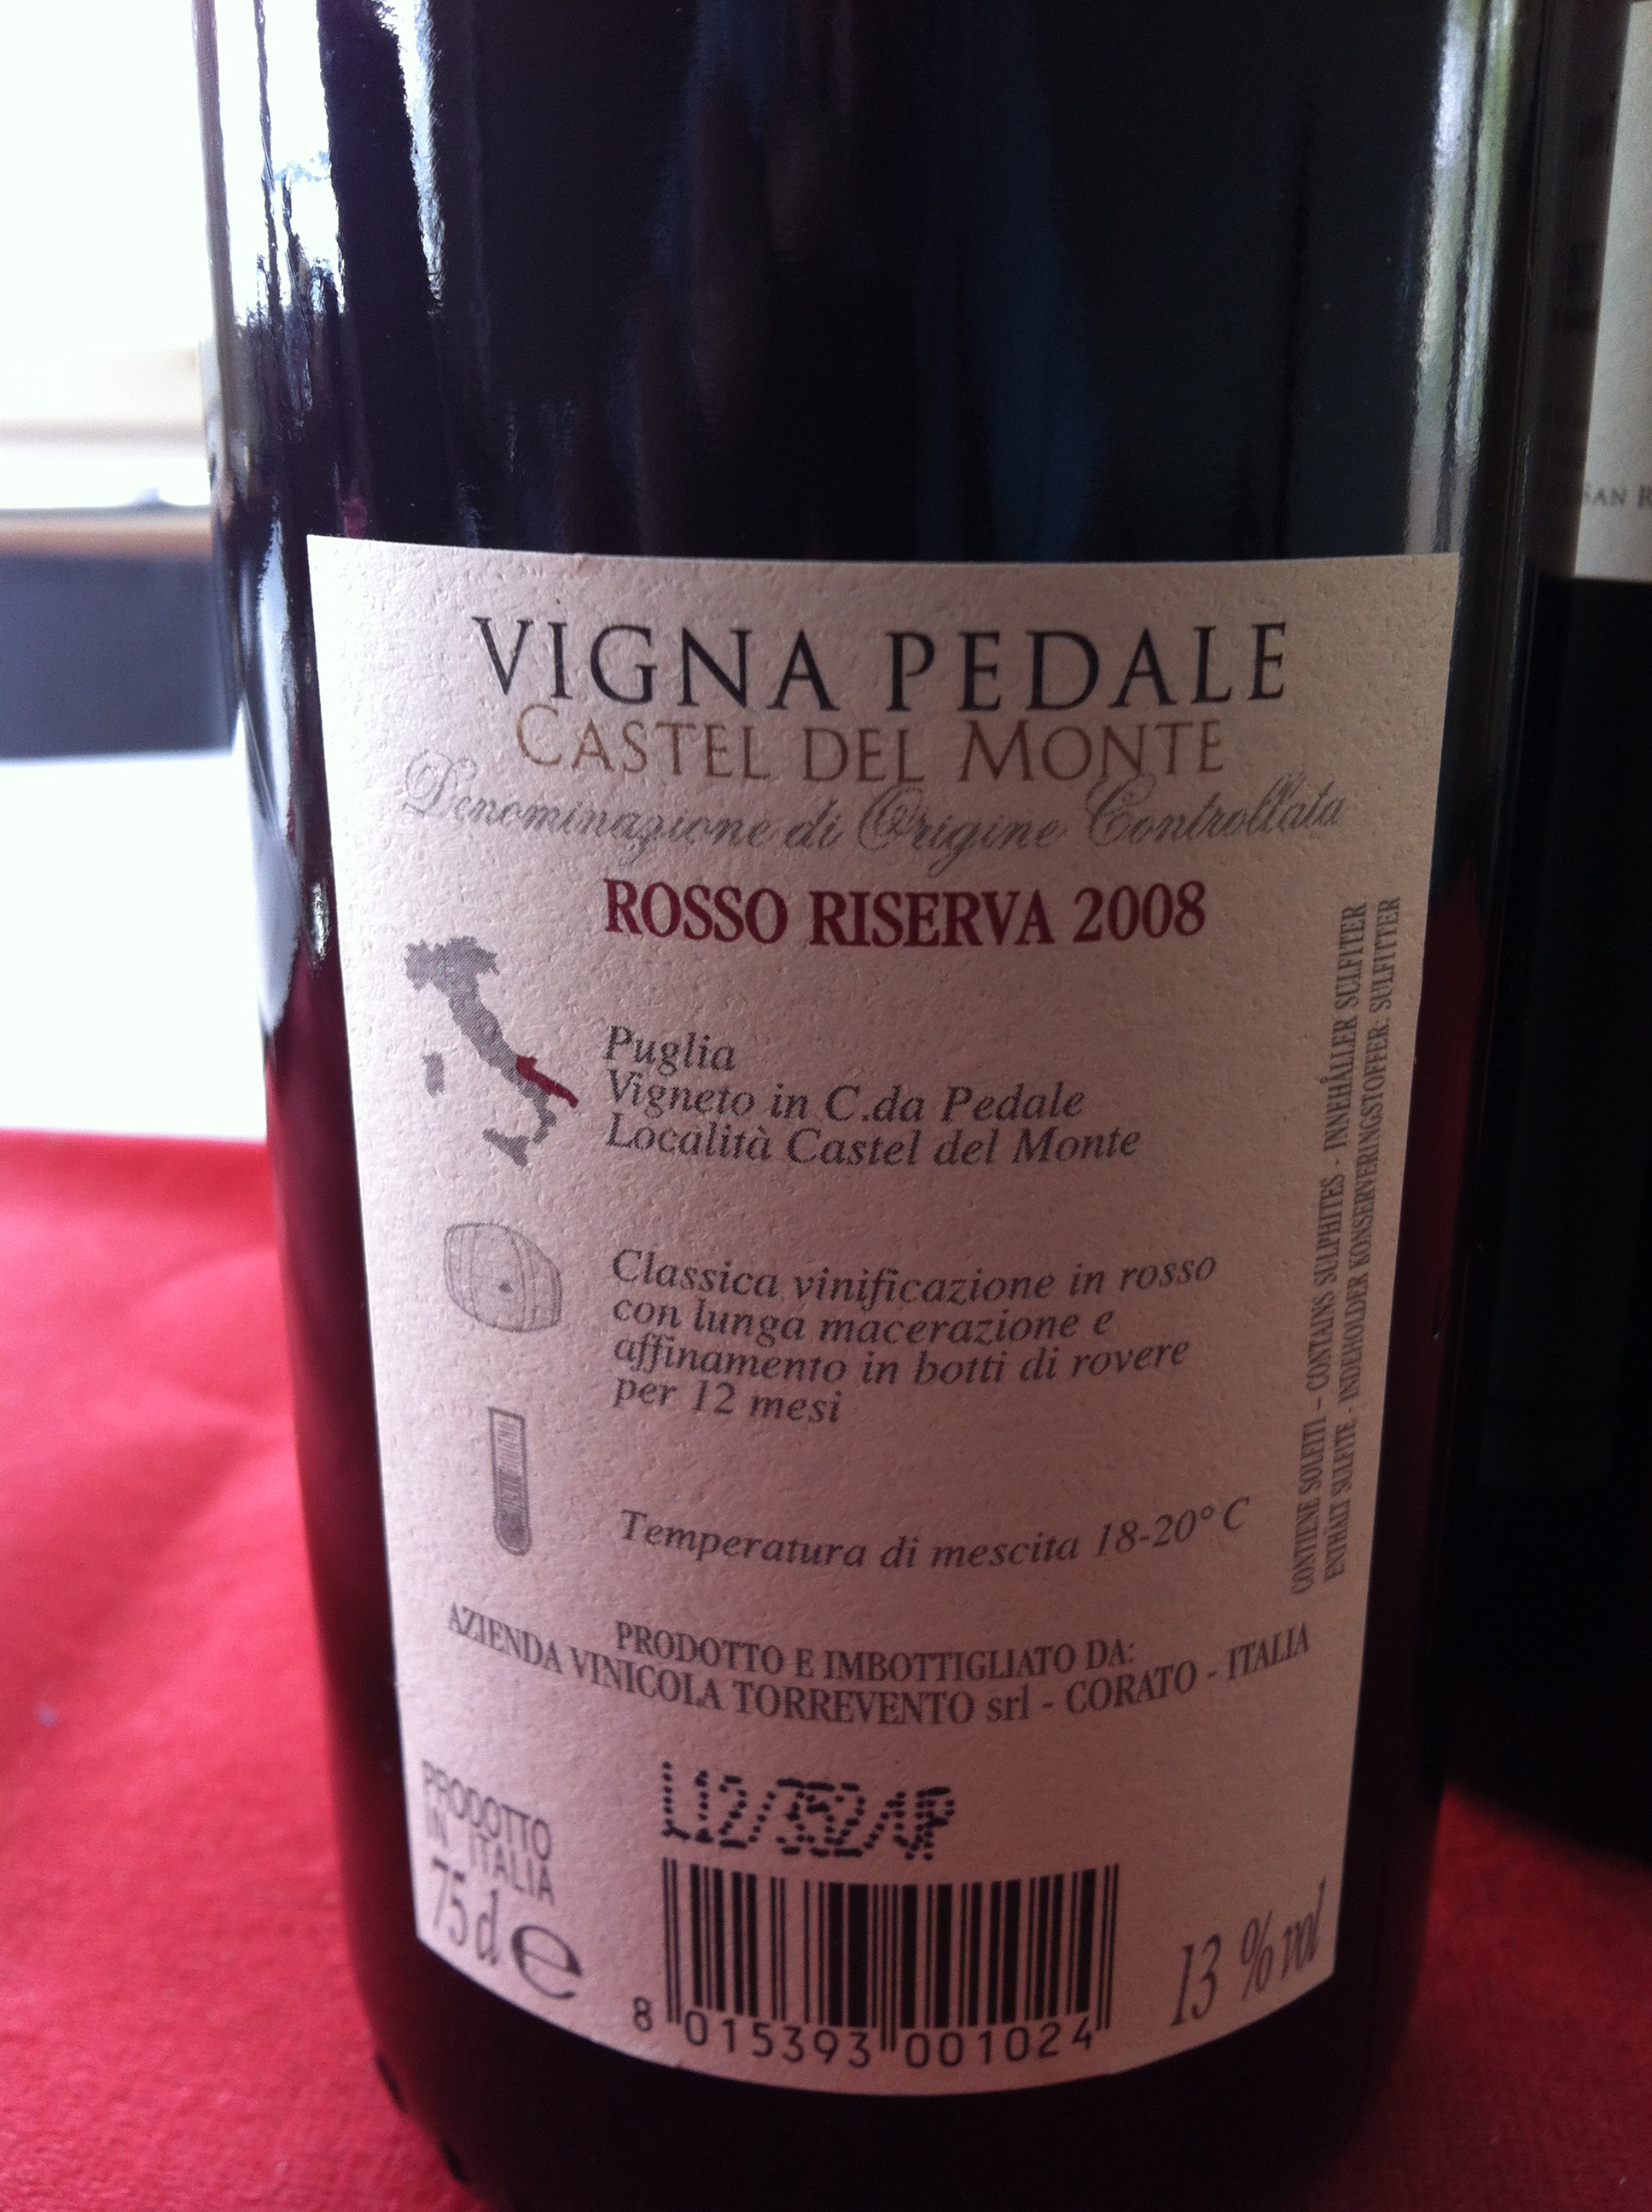 VIGNA PEDALE
CASTEL DEL MONTE
Denominazione di Origine Controllata
ROSSO RISERVA 2008
Puglia
Vigneto in C.da Pedale
Località Castel del Monte
Classica vinificazione in rosso
con lunga macerazione e
affinamento in botti di rovere
per 12 mesi
Temperatura di mescita 18-20° C
CONTIENE SOLFITI - CONTAINS SULPHITES - INNEHÅLLER SULFITER
ENTHÄLT SULFITE - INDEHOLDER KONSERVERINGSTOFFER: SULFITTER
PRODOTTO E IMBOTTIGLIATO DA:
AZIENDA VINICOLA TORREVENTO srl - CORATO - ITALIA
PRODOTTO
IN ITALIA
75 cl e
13 % vol
8 015393 001024
SAN